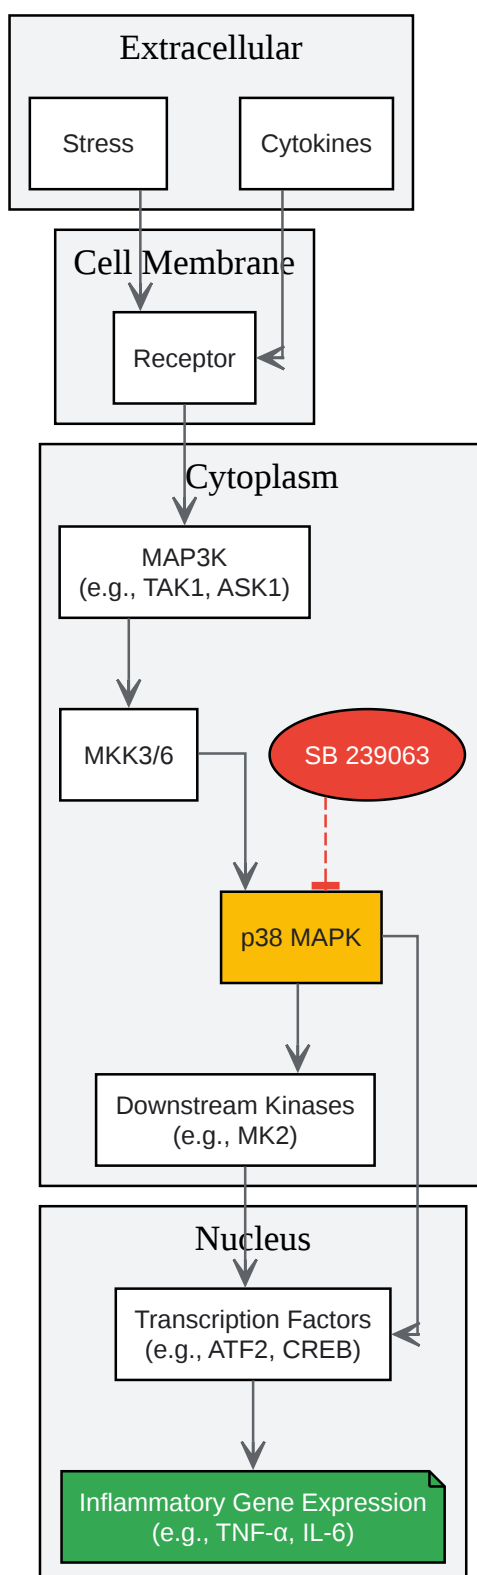 Extracellular
Stress
Cytokines
Cell Membrane
Receptor
Cytoplasm
MAP3K
(e.g., TAK1, ASK1)
MKK3/6
SB 239063
p38 MAPK
Downstream Kinases
(e.g., MK2)
Nucleus
Transcription Factors
(e.g., ATF2, CREB)
Inflammatory Gene Expression
(e.g., TNF-α, IL-6)